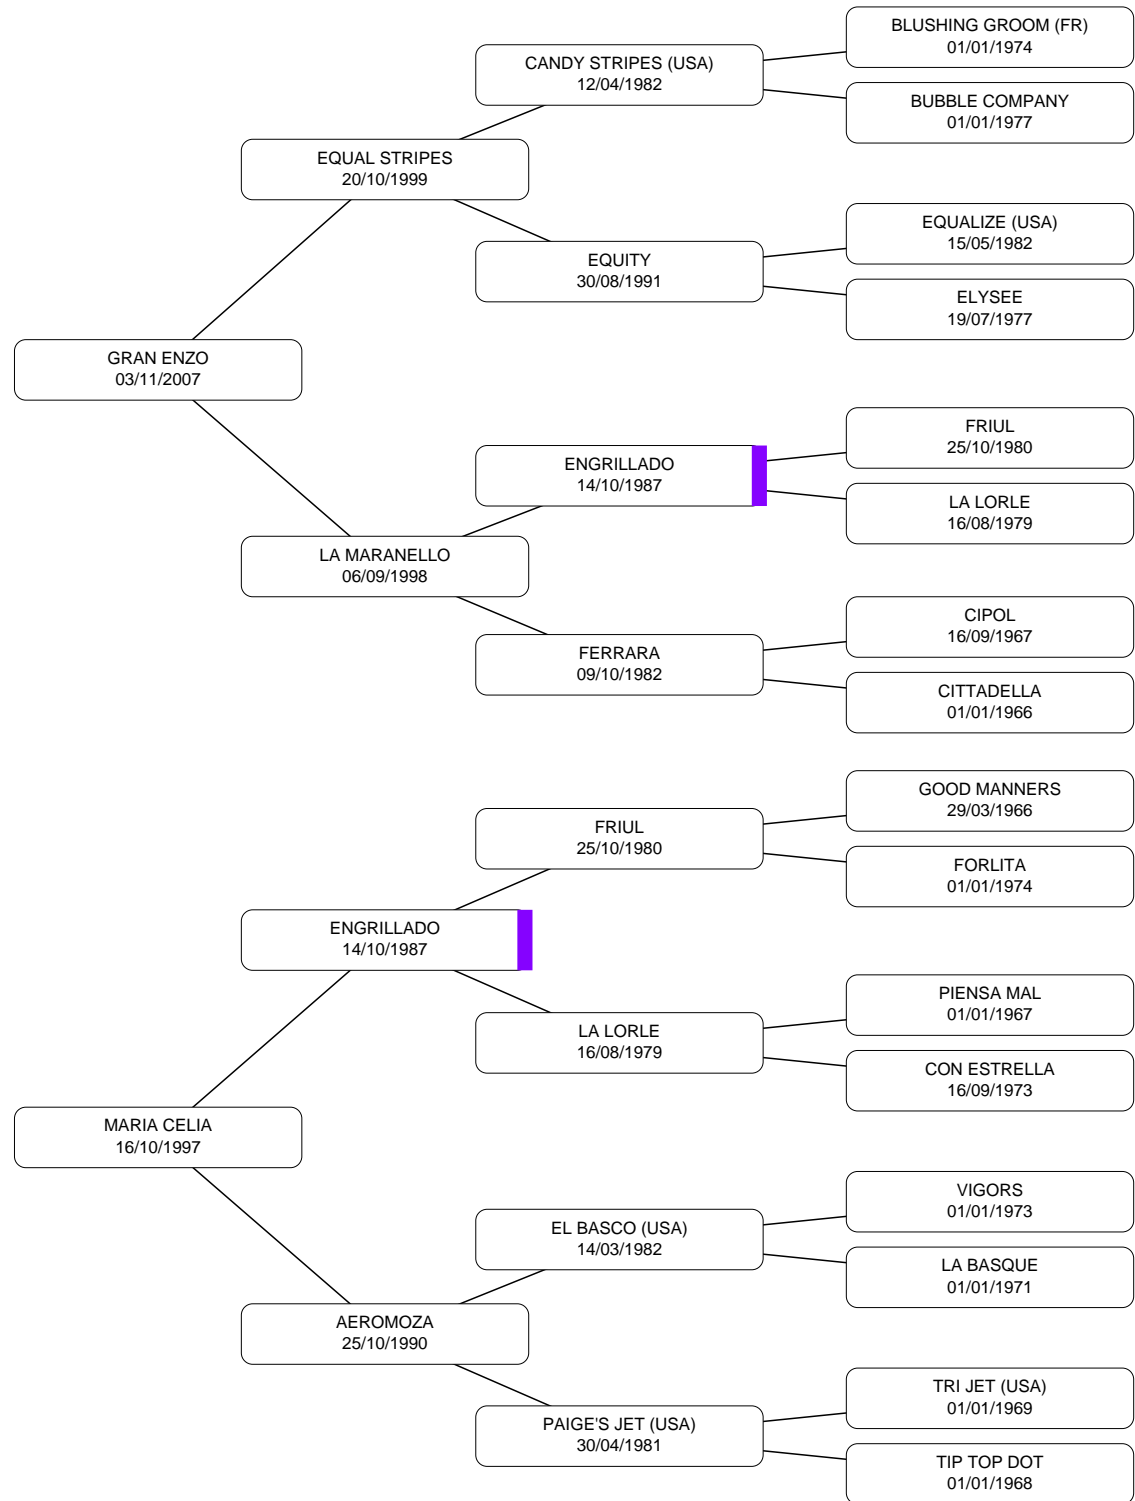 BLUSHING GROOM (FR)
01/01/1974
CANDY STRIPES (USA)
12/04/1982
BUBBLE COMPANY
01/01/1977
EQUAL STRIPES
20/10/1999
EQUALIZE (USA)
15/05/1982
EQUITY
30/08/1991
ELYSEE
19/07/1977
GRAN ENZO
03/11/2007
FRIUL
25/10/1980
ENGRILLADO
14/10/1987
LA LORLE
16/08/1979
LA MARANELLO
06/09/1998
CIPOL
16/09/1967
FERRARA
09/10/1982
CITTADELLA
01/01/1966
GOOD MANNERS
29/03/1966
FRIUL
25/10/1980
FORLITA
01/01/1974
ENGRILLADO
14/10/1987
PIENSA MAL
01/01/1967
LA LORLE
16/08/1979
CON ESTRELLA
16/09/1973
MARIA CELIA
16/10/1997
VIGORS
01/01/1973
EL BASCO (USA)
14/03/1982
LA BASQUE
01/01/1971
AEROMOZA
25/10/1990
TRI JET (USA)
01/01/1969
PAIGE'S JET (USA)
30/04/1981
TIP TOP DOT
01/01/1968